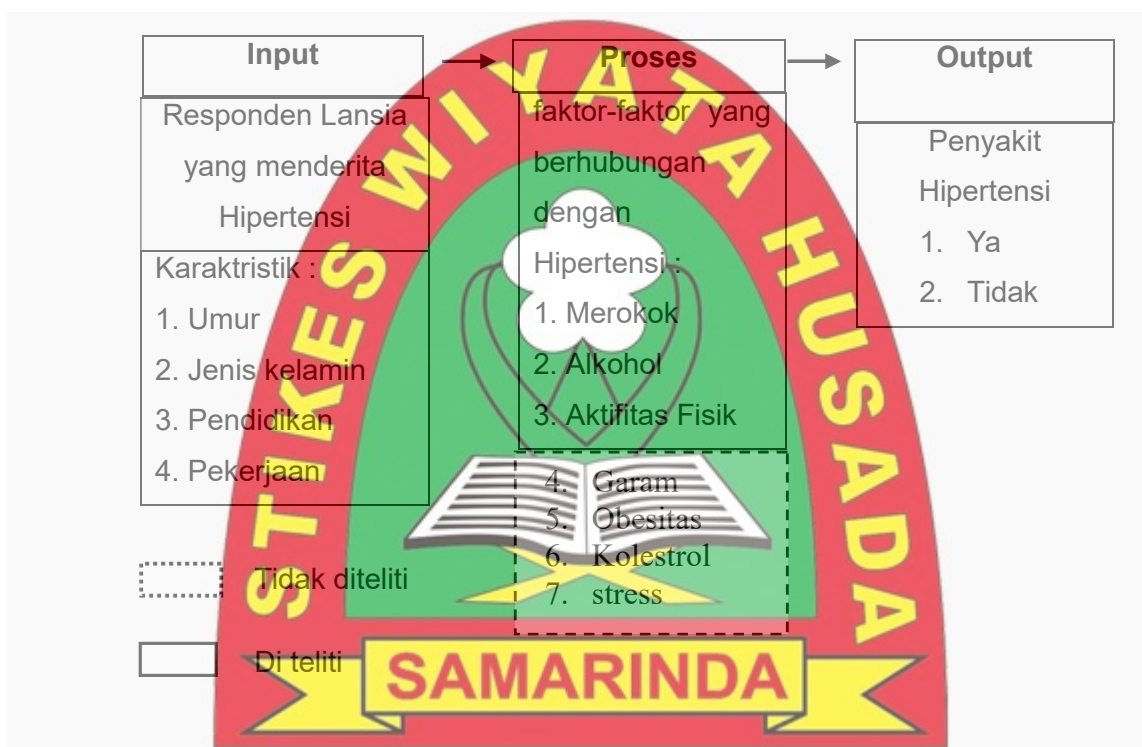 Input
Responden Lansia
yang menderita
Hipertensi
Karaktristik :
1. Umur
2. Jenis kelamin
3. Pendidikan
4. Pekerjaan
Proses
faktor-faktor yang
berhubungan
dengan
Hipertensi :
1. Merokok
2. Alkohol
3. Aktifitas Fisik
4. Garam
5. Obesitas
6. Kolestrol
7. stress
Output
Penyakit
Hipertensi
1. Ya
2. Tidak
Tidak diteliti
Di teliti
STIKES WIYATA HUSADA
SAMARINDA